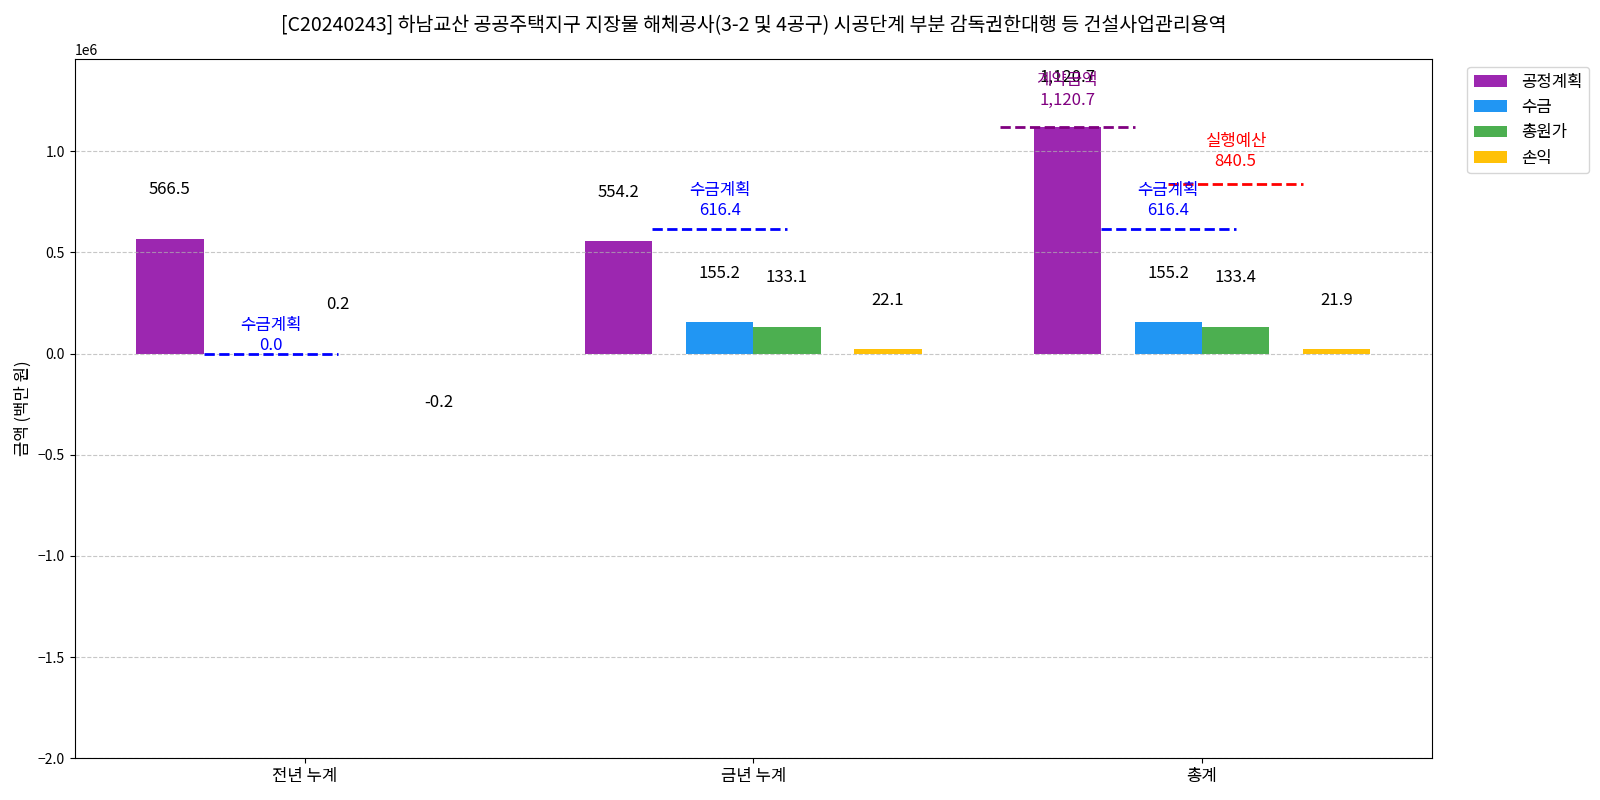 [C20240243] 하남교산 공공주택지구 지장물 해체공사(3-2 및 4공구) 시공단계 부분 감독권한대행 등 건설사업관리용역
1e6
공정계획
수금
총원가
손익
금액 (백만 원)
1.0
0.5
0.0
−0.5
−1.0
−1.5
−2.0
566.5
수금계획
0.0
0.2
-0.2
554.2
수금계획
616.4
155.2
133.1
22.1
1,120.7
계약금액
1,120.7
실행예산
840.5
수금계획
616.4
155.2
133.4
21.9
전년 누계
금년 누계
총계